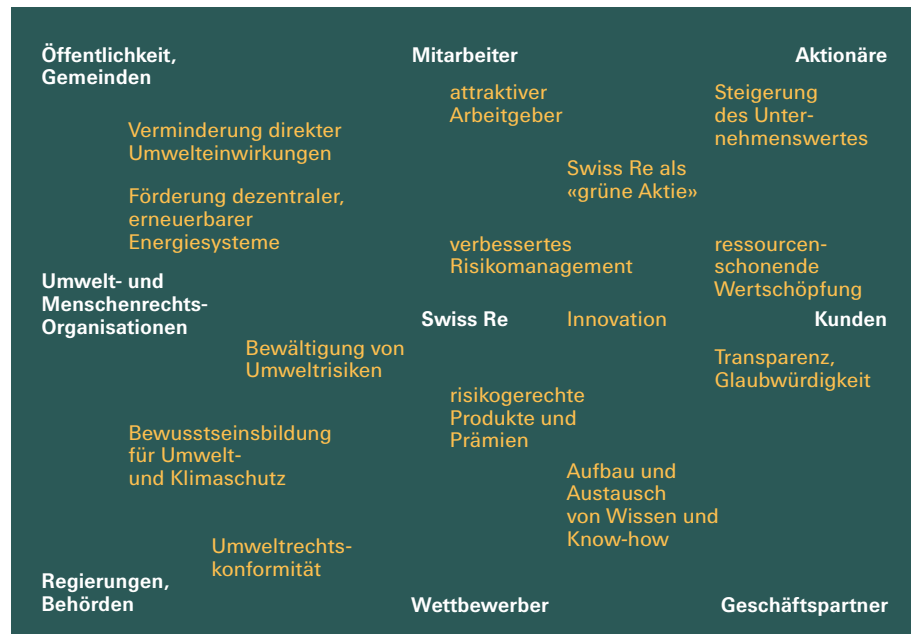 Öffentlichkeit,
Gemeinden
Mitarbeiter
Aktionäre
attraktiver
Arbeitgeber
Steigerung
des Unter-
nehmenswertes
Verminderung direkter
Umwelteinwirkungen
Swiss Re als
«grüne Aktie»
Förderung dezentraler,
erneuerbarer
Energiesysteme
verbessertes
Risikomanagement
ressourcen-
schonende
Wertschöpfung
Umwelt- und
Menschenrechts-
Organisationen
Swiss Re
Innovation
Kunden
Bewältigung von
Umweltrisiken
Transparenz,
Glaubwürdigkeit
risikogerechte
Produkte und
Prämien
Bewusstseinsbildung
für Umwelt-
und Klimaschutz
Aufbau und
Austausch
von Wissen und
Know-how
Umweltrechts-
konformität
Regierungen,
Behörden
Wettbewerber
Geschäftspartner